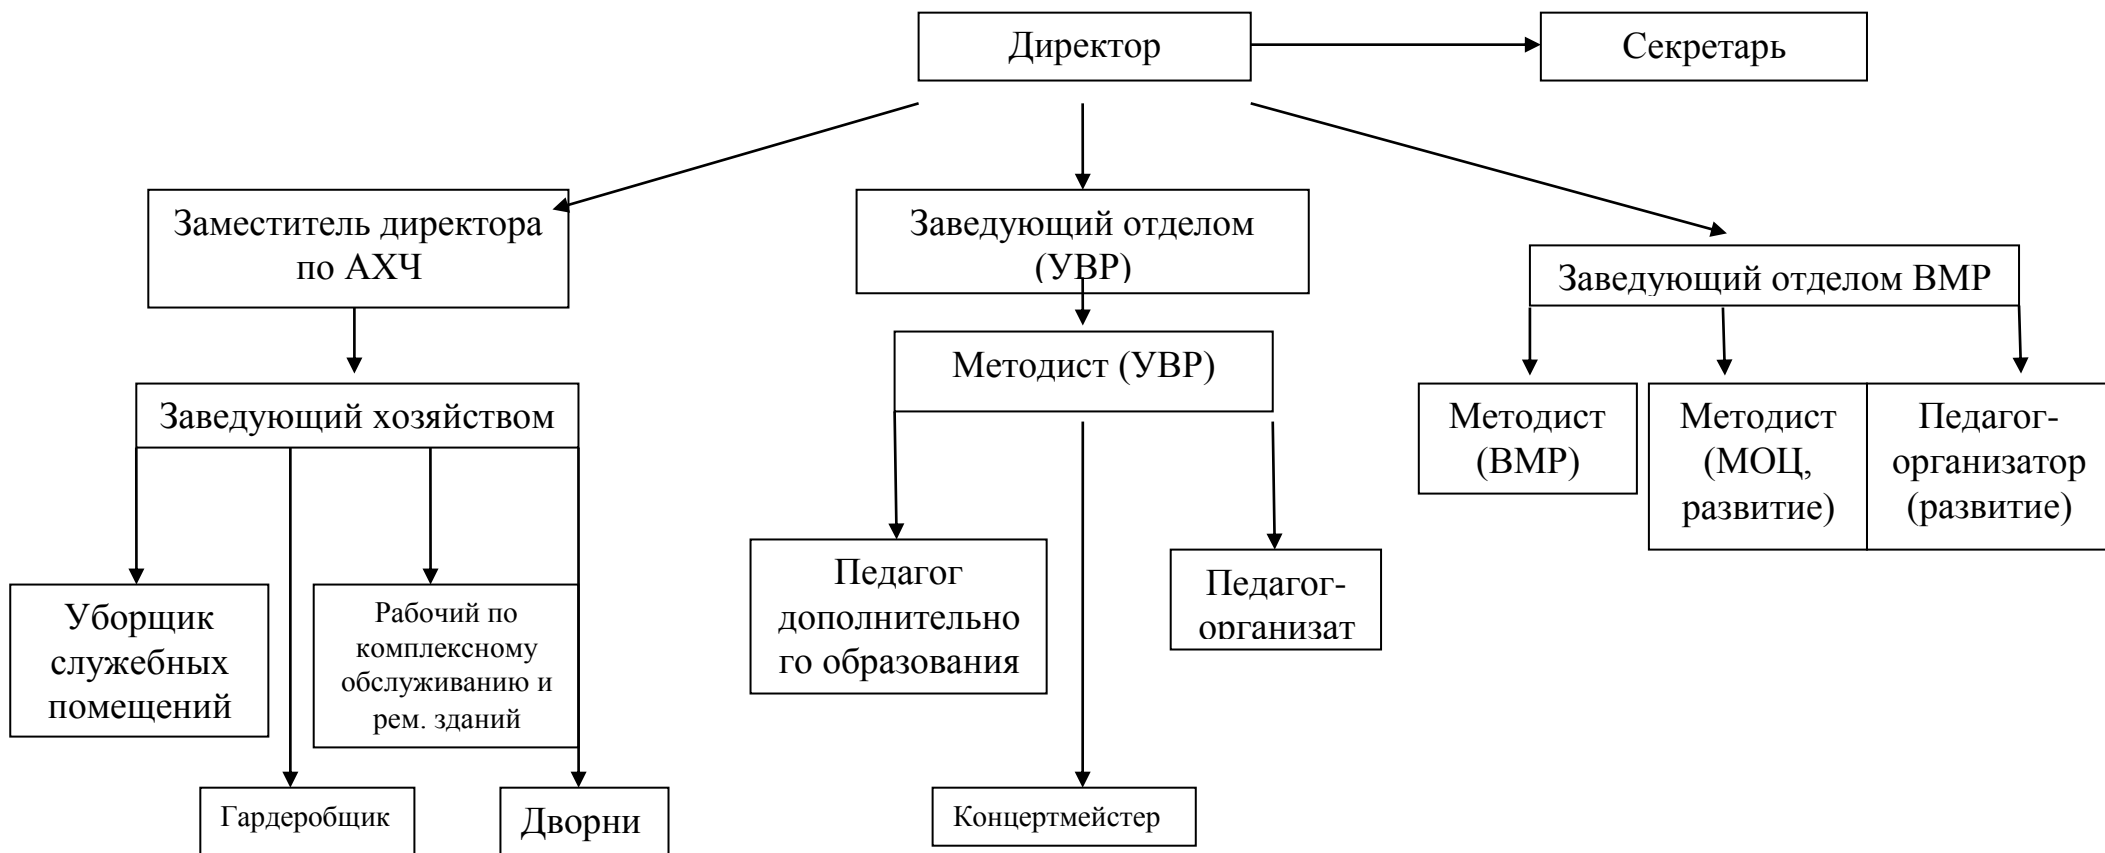 Директор
Секретарь
Заместитель директора
по АХЧ
Заведующий отделом
(УВР)
Заведующий отделом ВМР
Заведующий хозяйством
Методист (УВР)
Методист
(ВМР)
Методист
(МОЦ,
развитие)
Педагог-
организатор
(развитие)
Уборщик
служебных
помещений
Рабочий по
комплексному
обслуживанию и
рем. зданий
Педагог
дополнительно
го образования
Педагог-
организат
Гардеробщик
Дворни
Концертмейстер